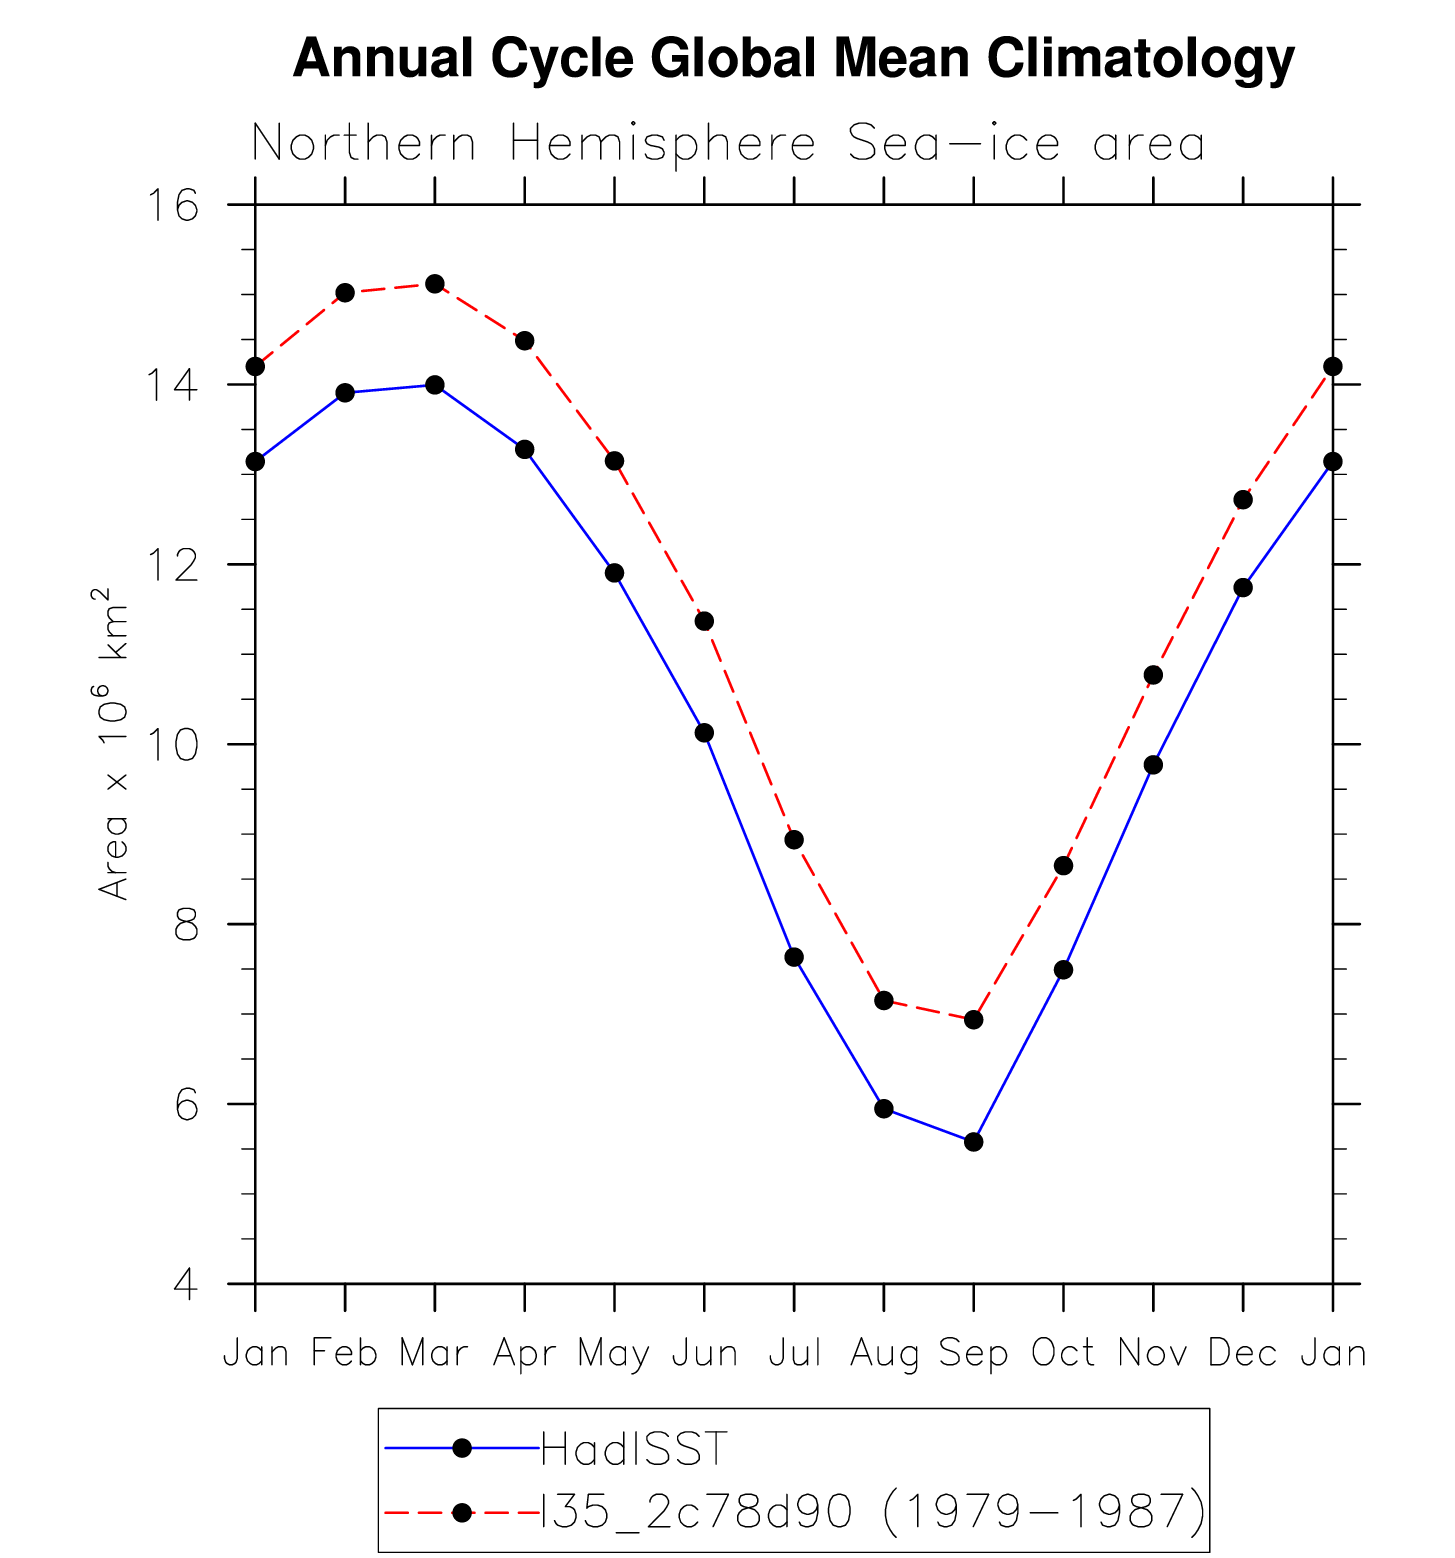 Annual Cycle Global Mean Climatology
Northern Hemisphere Sea-ice area
16
14
12
10
8
6
4
Area x 10⁶ km²
Jan Feb Mar Apr May Jun Jul Aug Sep Oct Nov Dec Jan
HadISST
I35_2c78d90 (1979-1987)